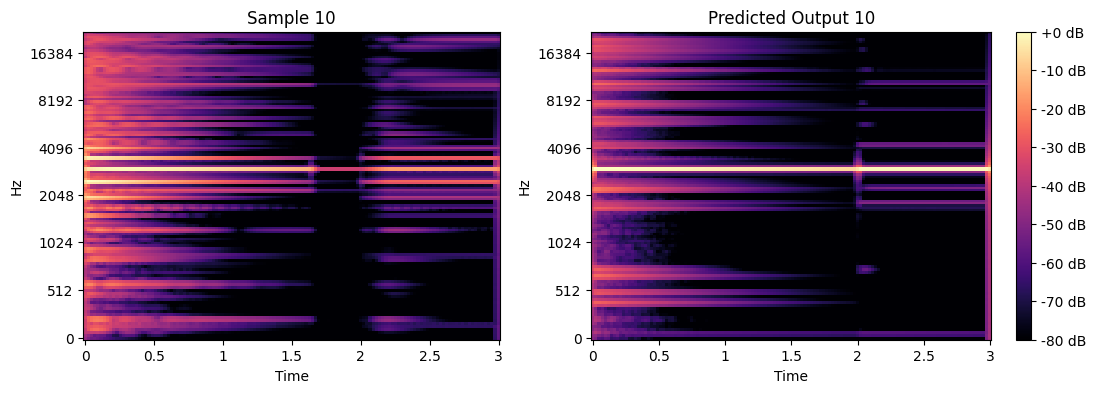 Sample 10
Predicted Output 10
Hz
16384
8192
4096
2048
1024
512
0
0
0.5
1
1.5
2
2.5
3
Time
Hz
16384
8192
4096
2048
1024
512
0
0
0.5
1
1.5
2
2.5
3
Time
+0 dB
-10 dB
-20 dB
-30 dB
-40 dB
-50 dB
-60 dB
-70 dB
-80 dB